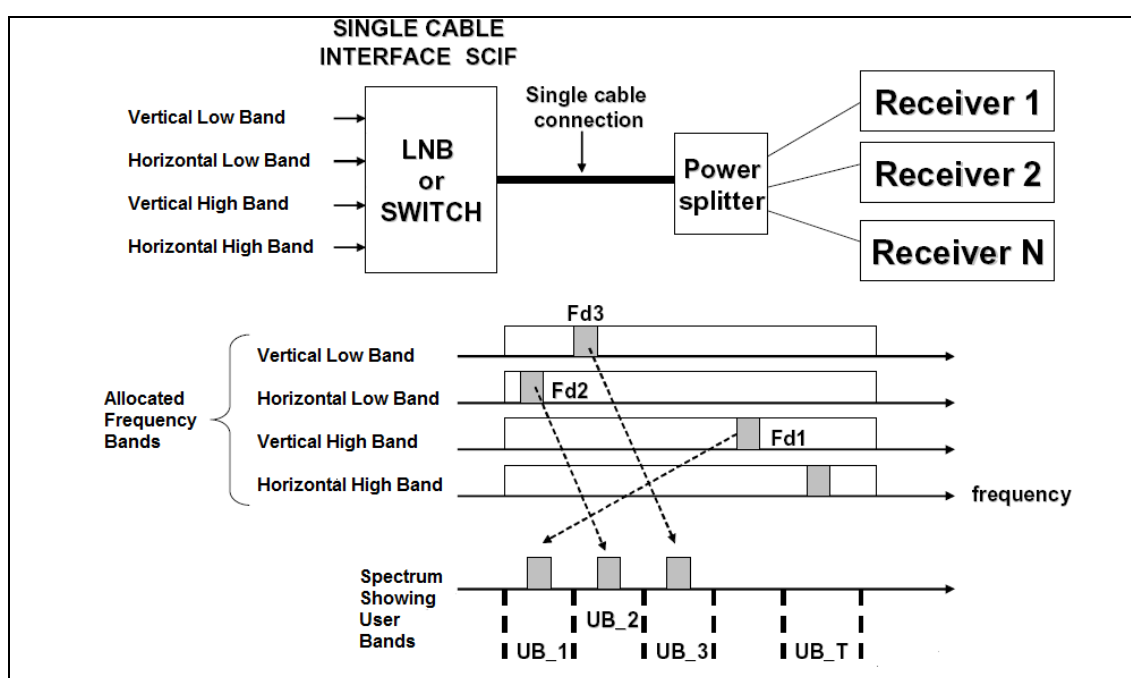 SINGLE CABLE
INTERFACE SCIF
Vertical Low Band
Horizontal Low Band
Vertical High Band
Horizontal High Band
LNB
or
SWITCH
Single cable
connection
Power
splitter
Receiver 1
Receiver 2
Receiver N
Allocated
Frequency
Bands
Vertical Low Band
Horizontal Low Band
Vertical High Band
Horizontal High Band
Fd3
Fd2
Fd1
frequency
Spectrum
Showing
User
Bands
UB_1
UB_2
UB_3
UB_T